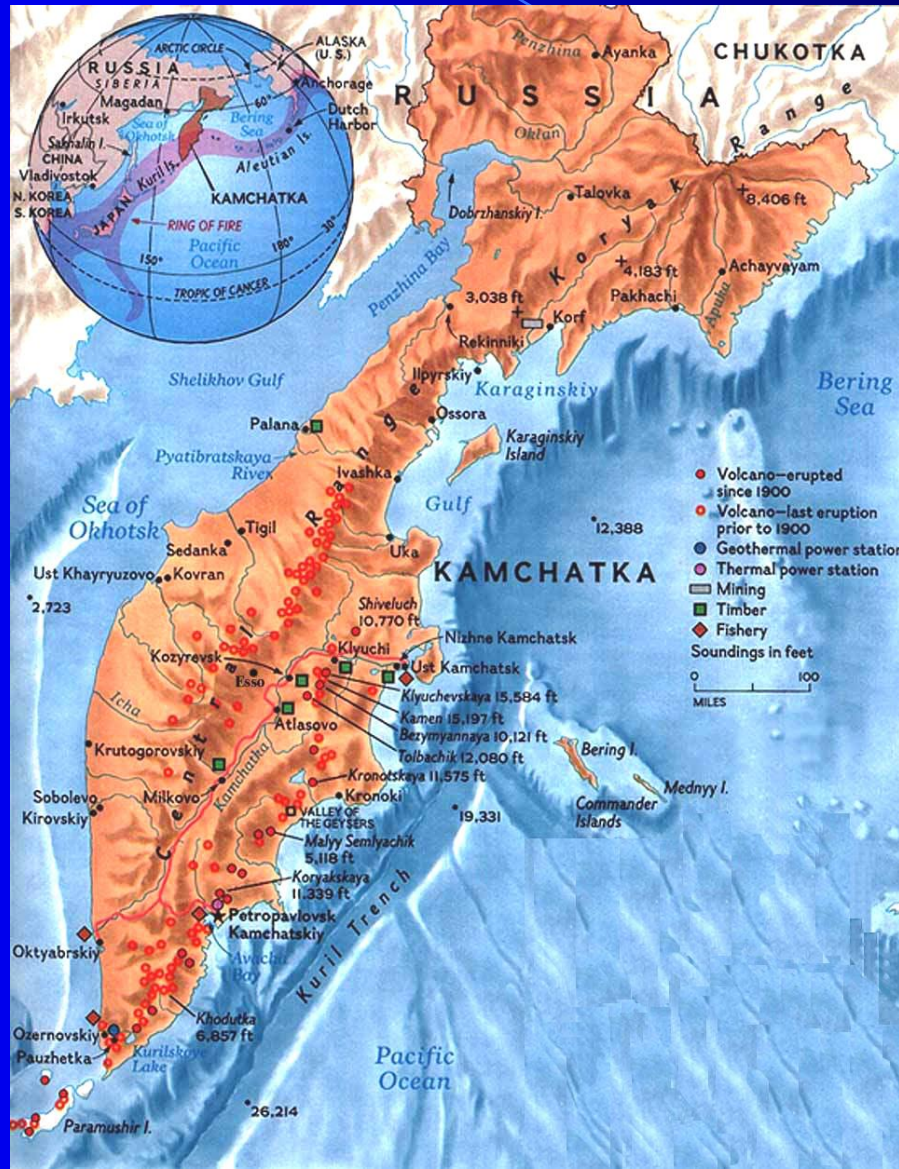 ARCTIC CIRCLE
ALASKA
(U. S.)
RUSSIA
SIBERIA
Anchorage
Magadan
60°
Irkutsk
Sea of
Okhotsk
Bering
Sea
Dutch
Harbor
Sakhalin I.
CHINA
Vladivostok
Kuril Is.
Aleutian Is.
KAMCHATKA
N. KOREA
S. KOREA
JAPAN
RING OF FIRE
Pacific
Ocean
150°
180°
30°
TROPIC OF CANCER
Penzhina
Ayanka
CHUKOTKA
RUSSIA
Oklan
Koryak Range
Talovka
8,406 ft
Dobrzhanskiy I.
4,183 ft
Achayvayam
Penzhina Bay
3,038 ft
Pakhachi
Apuka
Korf
Rekinniki
Shelikhov Gulf
Ilpyrskiy
Karaginskiy
Gulf
Bering
Sea
Ossora
Palana
Karaginskiy
Island
Pyatibratskaya
River
Ivashka
Central Range
Sea of
Okhotsk
Tigil
12,388
Sedanka
Uka
Ust Khayryuzovo
Kovran
KAMCHATKA
2,723
Volcano-erupted
since 1900
Volcano-last eruption
prior to 1900
Geothermal power station
Thermal power station
Mining
Timber
Fishery
Soundings in feet
0 100
MILES
Shiveluch
10,770 ft
Nizhne Kamchatsk
Klyuchi
Kozyrevsk
Ust Kamchatsk
Esso
Klyuchevskaya 15,584 ft
Icha
Kamen 15,197 ft
Atlasovo
Bezymyannaya 10,121 ft
Tolbachik 12,080 ft
Krutogorovskiy
Bering I.
Kamchatka
Kronotskaya 11,575 ft
Mednyy I.
Milkovo
Kronoki
Commander
Islands
Sobolevo
Kirovskiy
VALLEY OF
THE GEYSERS
19,331
Malyy Semlyachik
5,118 ft
Koryakskaya
11,339 ft
Petropavlovsk
Kamchatskiy
Kuril Trench
Oktyabrskiy
Avacha
Bay
Khodutka
6,857 ft
Ozernovskiy
Pauzhetka
Kurilskoye
Lake
Pacific
Ocean
26,214
Paramushir I.